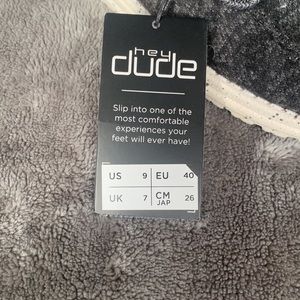 hey
dude
Slip into one of the
most comfortable
experiences your
feet will ever have!
US 9 EU 40
UK 7 CM JAP 26